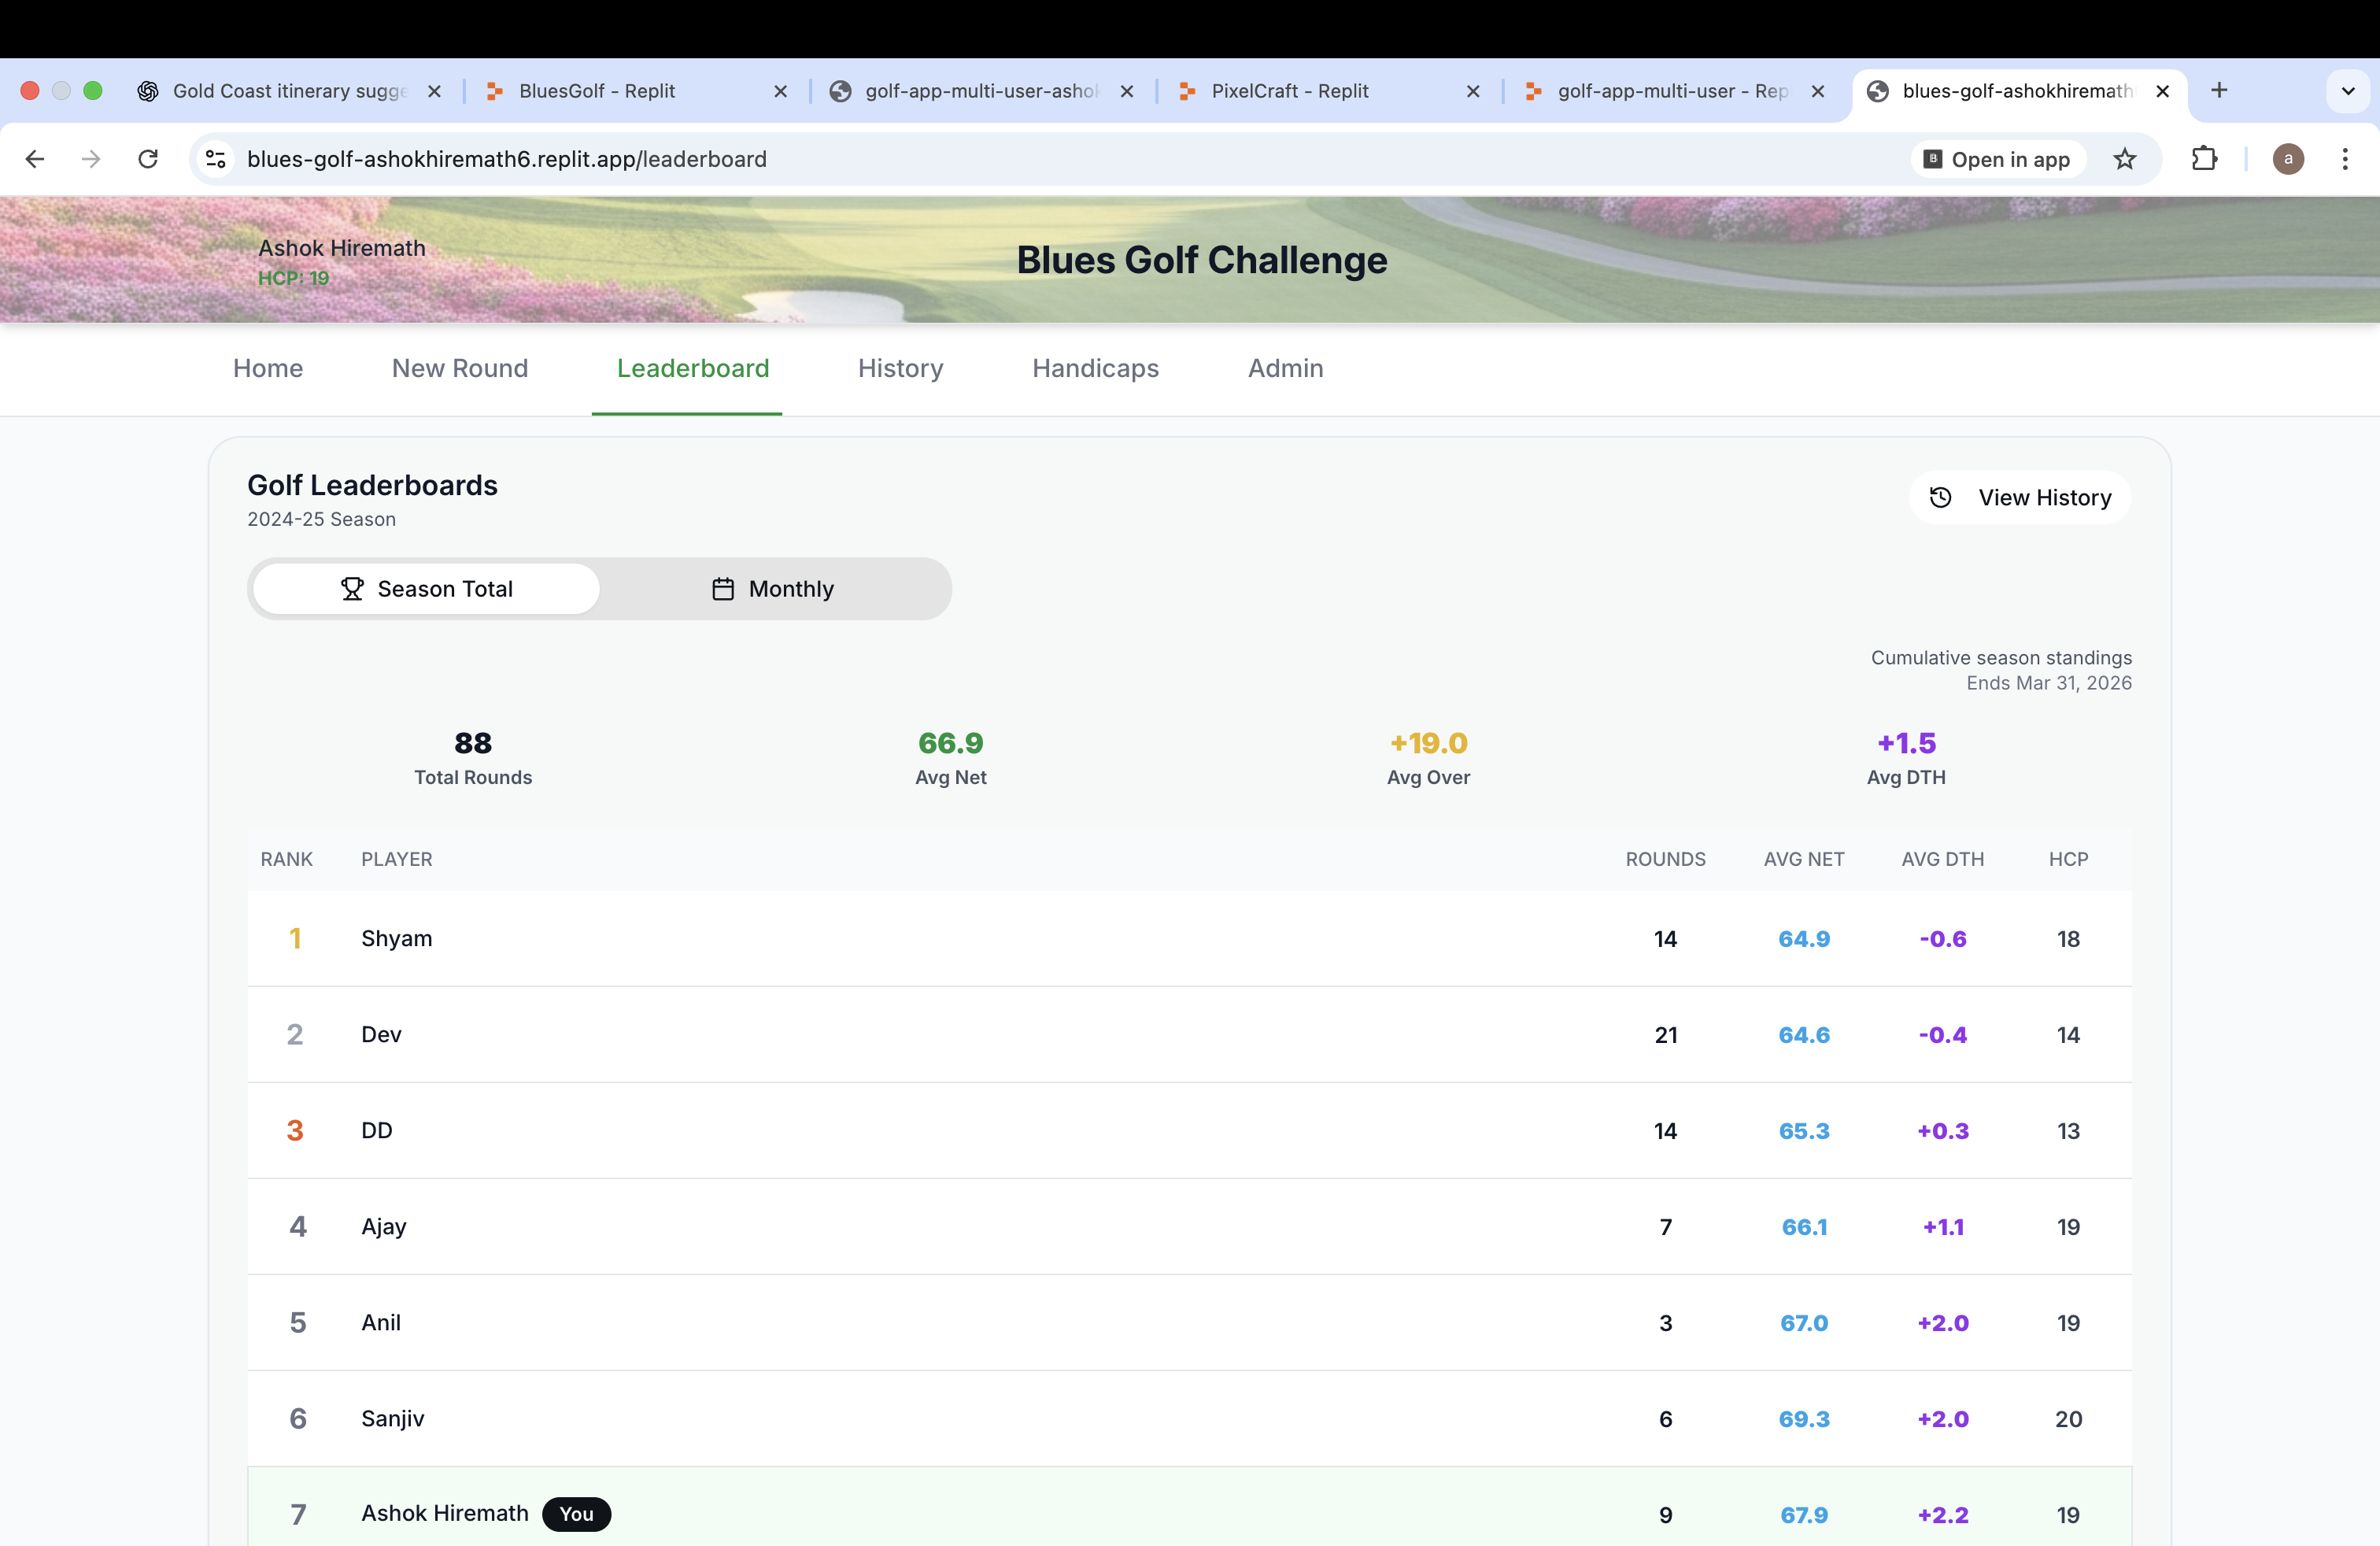 Gold Coast itinerary sugge
BluesGolf - Replit
golf-app-multi-user-ashok
PixelCraft - Replit
golf-app-multi-user - Rep
blues-golf-ashokhiremath
blues-golf-ashokhiremath6.replit.app/leaderboard
B Open in app
a
Ashok Hiremath
HCP: 19
Blues Golf Challenge
Home New Round Leaderboard History Handicaps Admin
Golf Leaderboards
2024-25 Season
View History
Season Total
Monthly
Cumulative season standings
Ends Mar 31, 2026
88 66.9 +19.0 +1.5
Total Rounds Avg Net Avg Over Avg DTH
RANK PLAYER ROUNDS AVG NET AVG DTH HCP
1 Shyam 14 64.9 -0.6 18
2 Dev 21 64.6 -0.4 14
3 DD 14 65.3 +0.3 13
4 Ajay 7 66.1 +1.1 19
5 Anil 3 67.0 +2.0 19
6 Sanjiv 6 69.3 +2.0 20
7 Ashok Hiremath You 9 67.9 +2.2 19